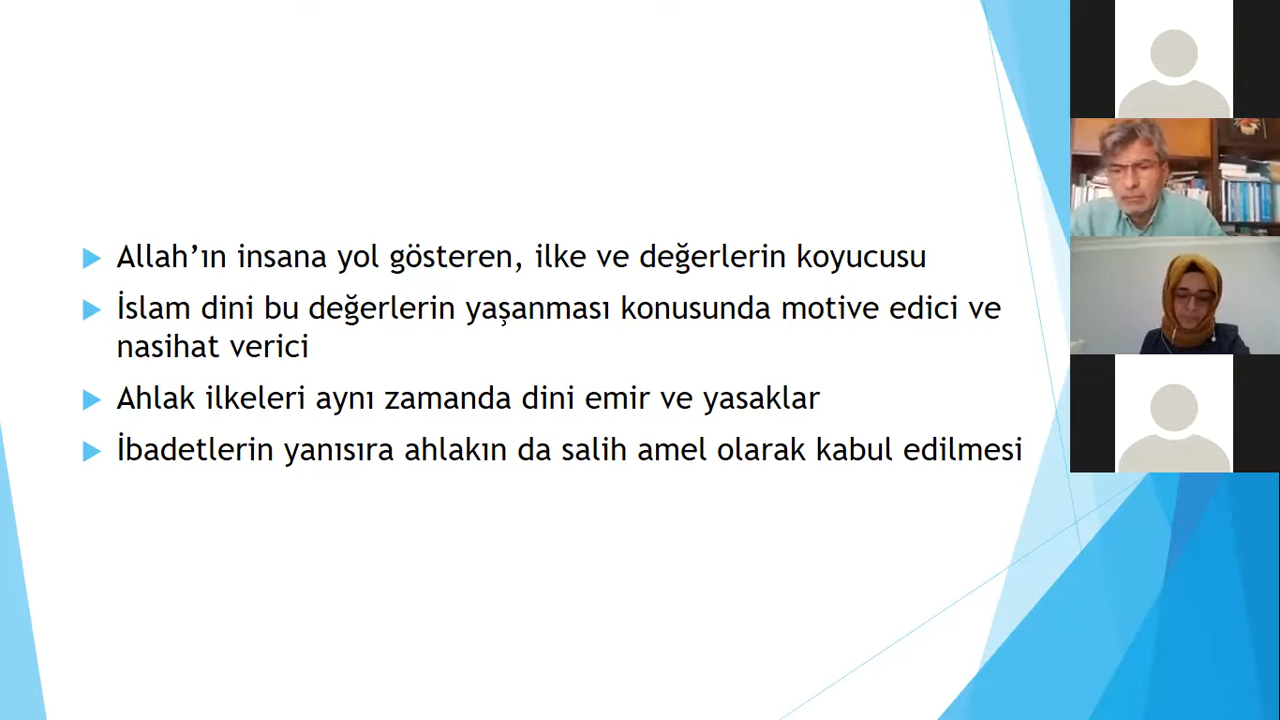 Allah’ın insana yol gösteren, ilke ve değerlerin koyucusu
İslam dini bu değerlerin yaşanması konusunda motive edici ve
nasihat verici
Ahlak ilkeleri aynı zamanda dini emir ve yasaklar
İbadetlerin yanısıra ahlakın da salih amel olarak kabul edilmesi